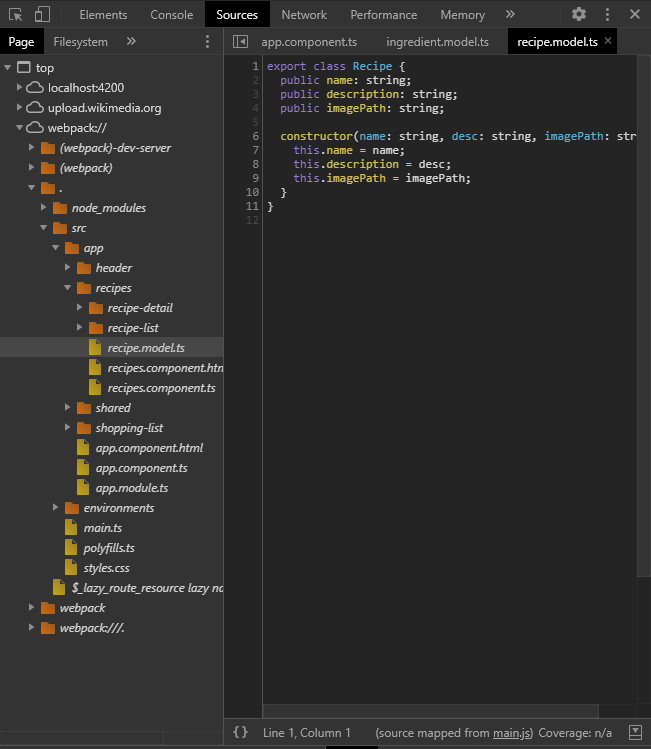 Elements Console Sources Network Performance Memory »
Page Filesystem »
app.component.ts ingredient.model.ts recipe.model.ts ×
top
localhost:4200
upload.wikimedia.org
webpack://
(webpack)-dev-server
(webpack)
.
node_modules
src
app
header
recipes
recipe-detail
recipe-list
recipe.model.ts
recipes.component.htm
recipes.component.ts
shared
shopping-list
app.component.html
app.component.ts
app.module.ts
environments
main.ts
polyfills.ts
styles.css
$_lazy_route_resource lazy na
webpack
webpack:///.
1 export class Recipe {
2 public name: string;
3 public description: string;
4 public imagePath: string;
5
6 constructor(name: string, desc: string, imagePath: str
7 this.name = name;
8 this.description = desc;
9 this.imagePath = imagePath;
10 }
11 }
12
{} Line 1, Column 1 (source mapped from main.js) Coverage: n/a